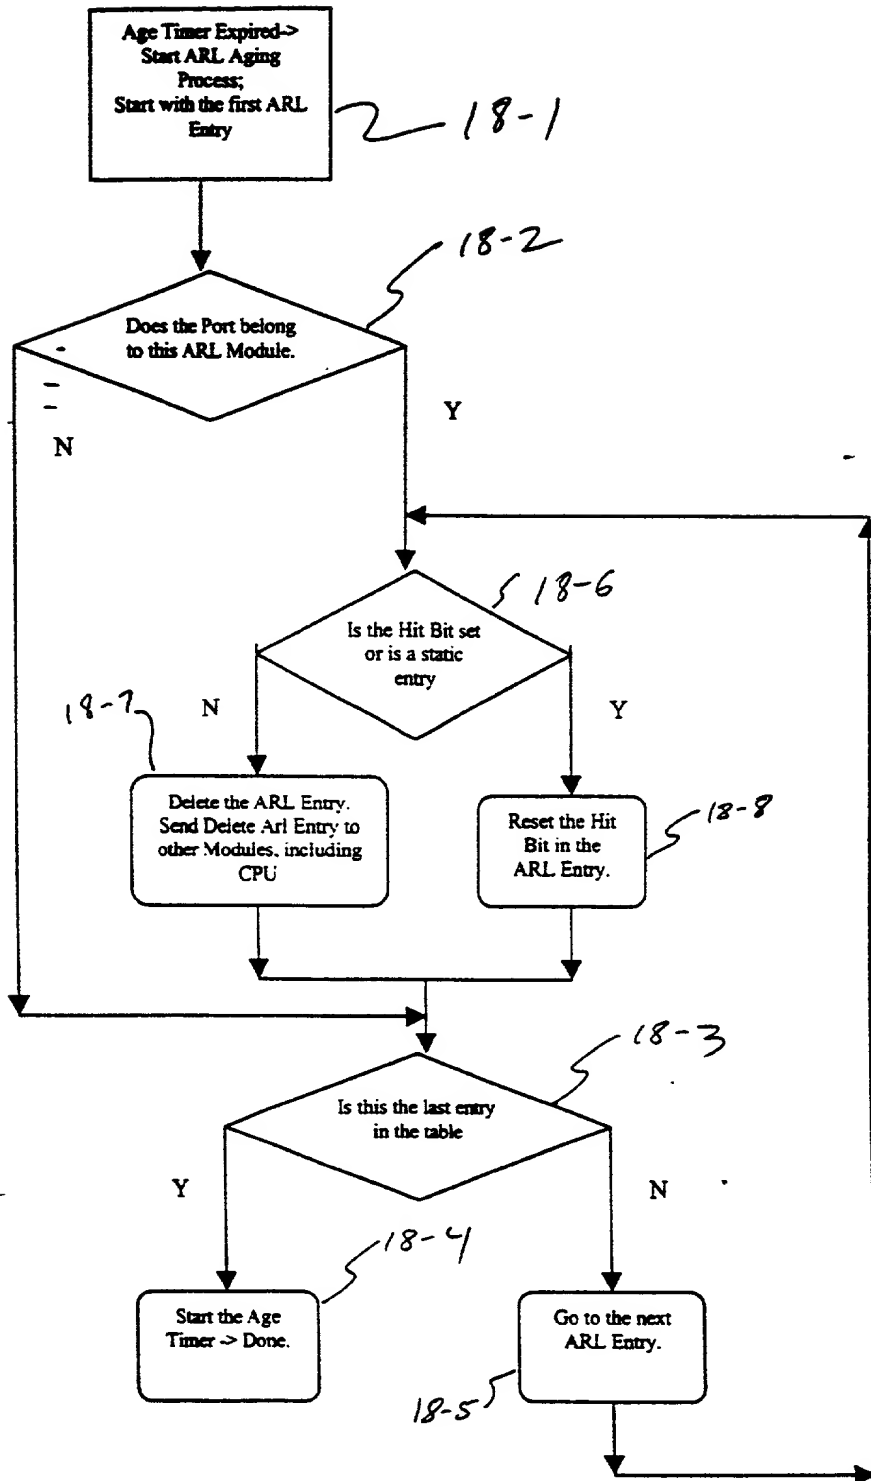 Age Timer Expired->
Start ARL Aging
Process;
Start with the first ARL
Entry
18-1
18-2
Does the Port belong
to this ARL Module.
N
Y
18-6
Is the Hit Bit set
or is a static
entry
18-7
N
Y
Delete the ARL Entry.
Send Delete Arl Entry to
other Modules, including
CPU
Reset the Hit
Bit in the
ARL Entry.
18-8
18-3
Is this the last entry
in the table
Y
N
18-4
Start the Age
Timer -> Done.
Go to the next
ARL Entry.
18-5